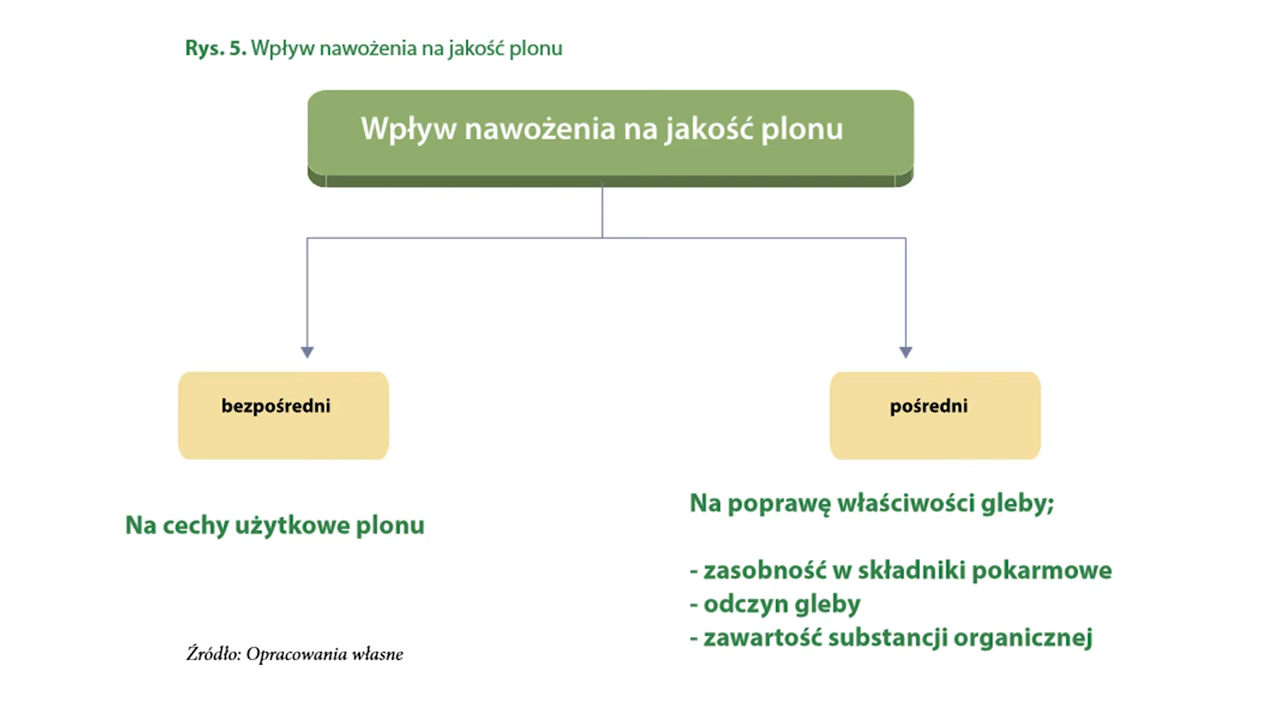 Rys. 5. Wpływ nawożenia na jakość plonu
Wpływ nawożenia na jakość plonu
bezpośredni
pośredni
Na cechy użytkowe plonu
Na poprawę właściwości gleby;
- zasobność w składniki pokarmowe
- odczyn gleby
- zawartość substancji organicznej
Źródło: Opracowania własne